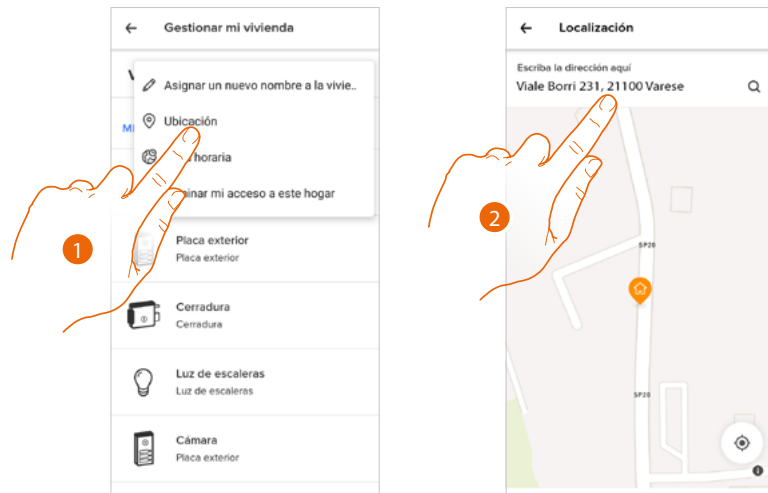 Gestionar mi vivienda
V
Asignar un nuevo nombre a la vivie..
Ubicación
MI
horaria
inar mi acceso a este hogar
1
Placa exterior
Placa exterior
Cerradura
Cerradura
Luz de escaleras
Luz de escaleras
Cámara
Placa exterior
Localización
Escriba la dirección aquí
Viale Borri 231, 21100 Varese
2
SP20
SP20